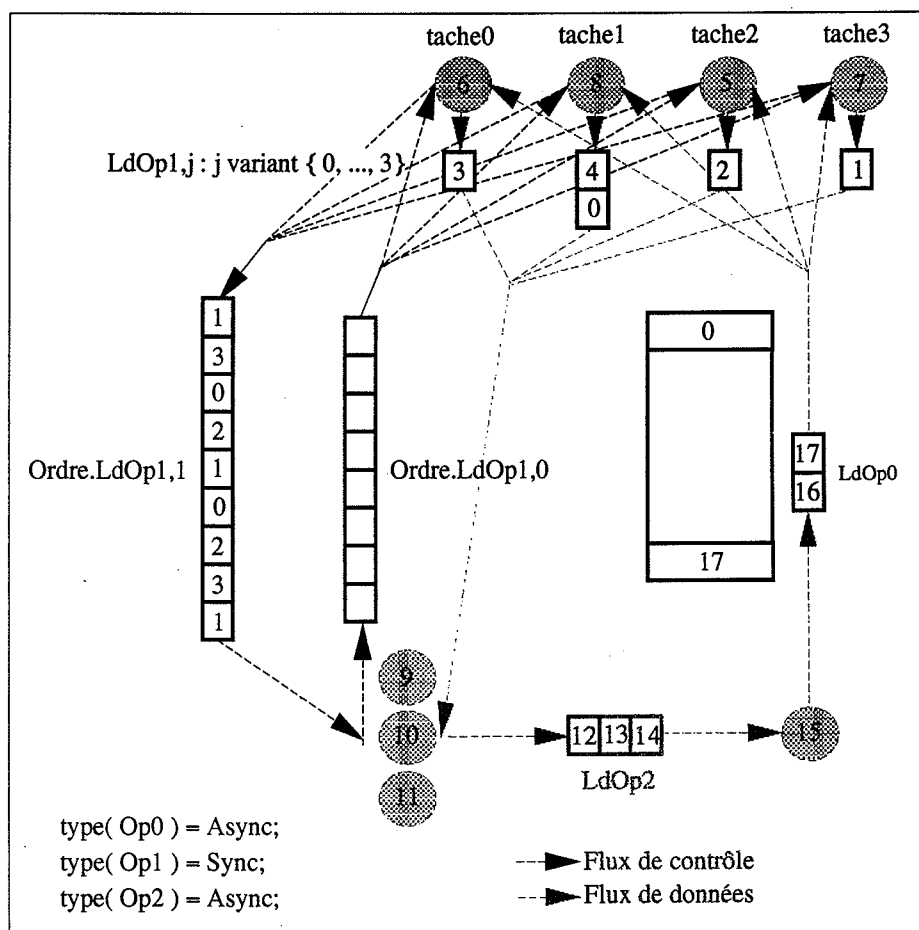 tache0 tache1 tache2 tache3
6 8 5 7
LdOp1,j : j variant { 0, ..., 3}
3 4 2 1
0
1
3
0
2
1
0
2
3
1
Ordre.LdOp1,1
Ordre.LdOp1,0
0
17
17
16
LdOp0
9
10
11
12 13 14
LdOp2
15
type( Op0 ) = Async;
type( Op1 ) = Sync;
type( Op2 ) = Async;
Flux de contrôle
Flux de données